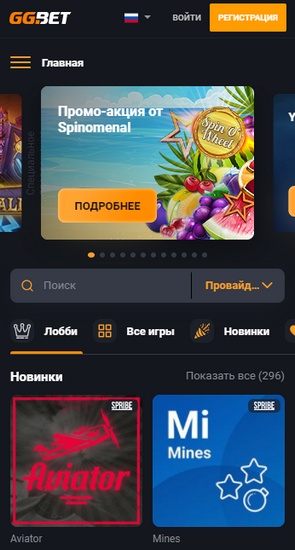 GGBET
ВОЙТИ
РЕГИСТРАЦИЯ
Главная
Специальное
Промо-акция от
Spinomenal
Spin O'
Wheel
ПОДРОБНЕЕ
Поиск
Провайд...
Лобби
Все игры
Новинки
Новинки
Показать все (296)
SPRIBE
Aviator
SPRIBE
Mi
Mines
Aviator
Mines